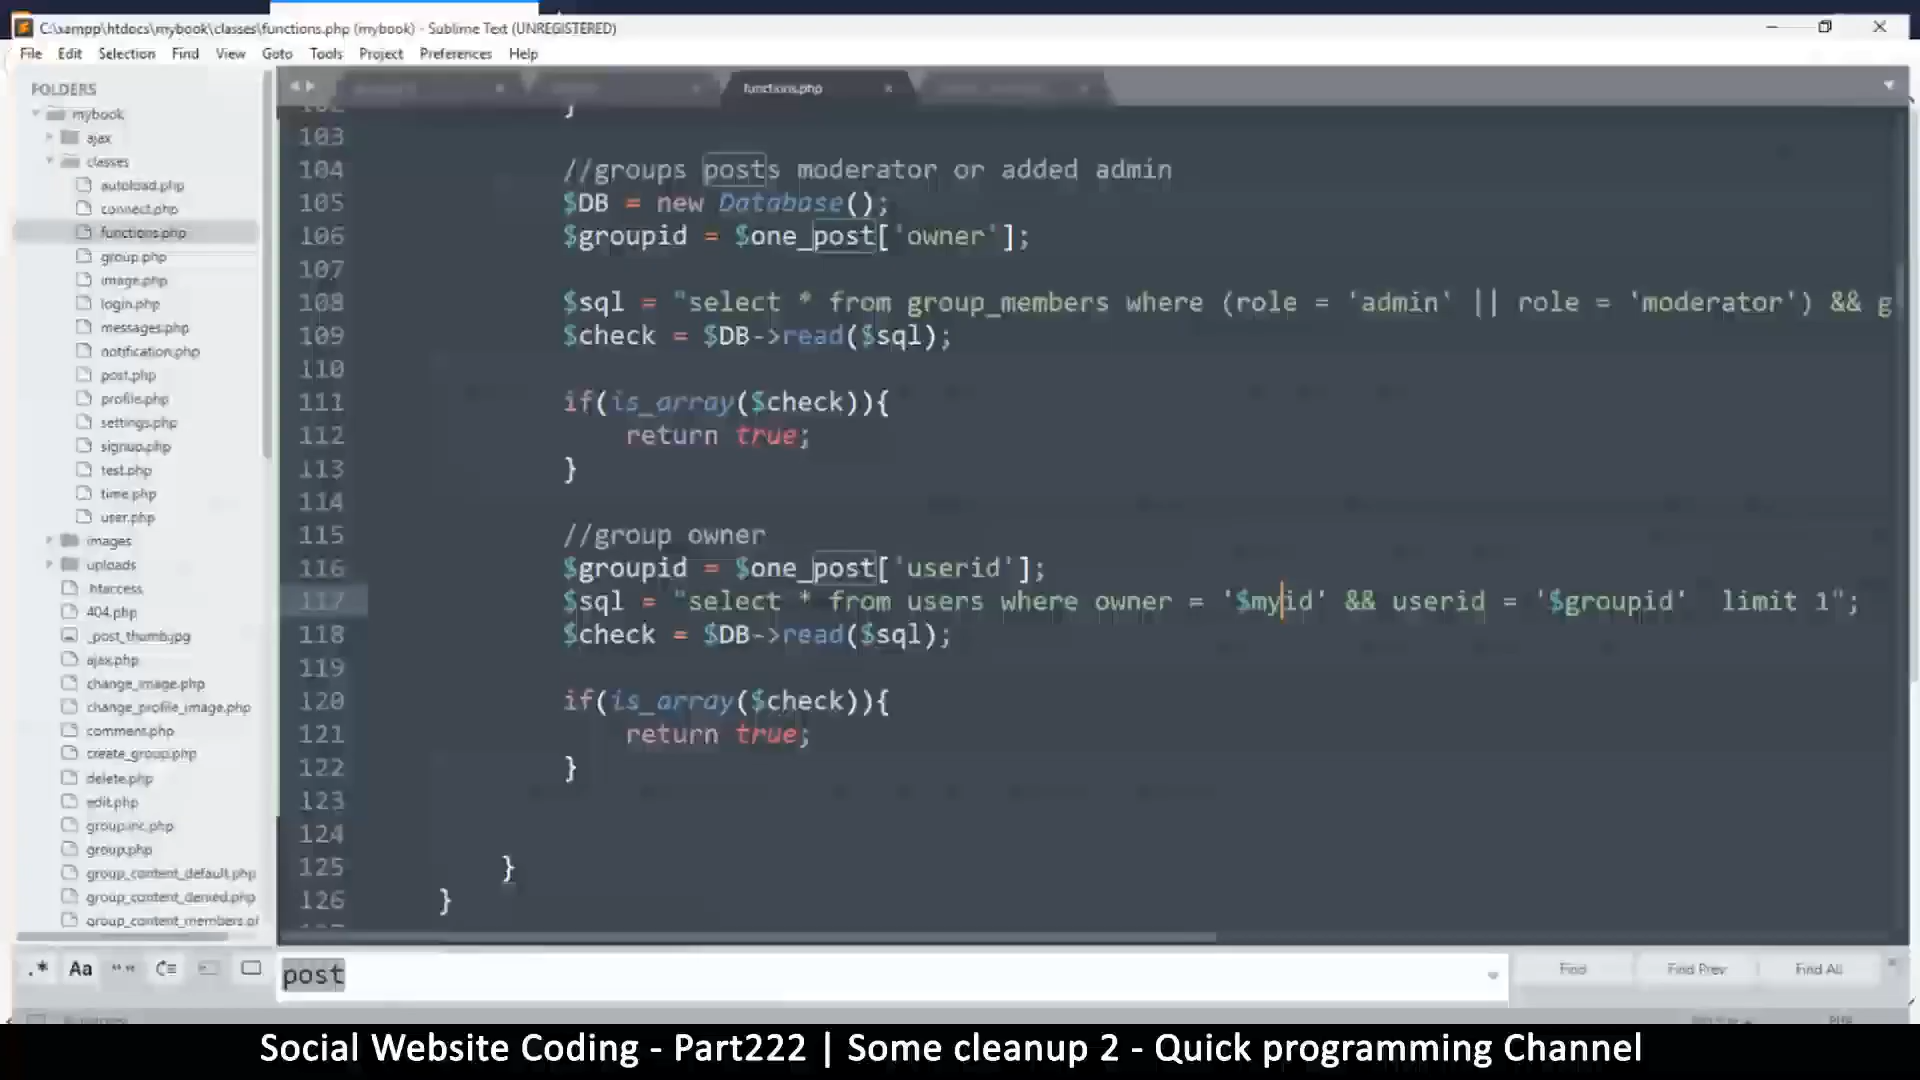 C:\xampp\htdocs\mybook\classes\functions.php (mybook) - Sublime Text (UNREGISTERED)
File Edit Selection Find View Goto Tools Project Preferences Help
FOLDERS
mybook
ajax
classes
autoload.php
connect.php
functions.php
group.php
image.php
login.php
messages.php
notification.php
post.php
profile.php
settings.php
signup.php
test.php
time.php
user.php
images
uploads
.htaccess
404.php
_post_thumb.jpg
ajax.php
change_image.php
change_profile_image.php
comment.php
create_group.php
delete.php
edit.php
group.inc.php
group.php
group_content_default.php
group_content_denied.php
functions.php
102 }
103
104 //groups posts moderator or added admin
105 $DB = new Database();
106 $groupid = $one_post['owner'];
107
108 $sql = "select * from group_members where (role = 'admin' || role = 'moderator') && g
109 $check = $DB->read($sql);
110
111 if(is_array($check)){
112 return true;
113 }
114
115 //group owner
116 $groupid = $one_post['userid'];
117 $sql = "select * from users where owner = '$myid' && userid = '$groupid' limit 1";
118 $check = $DB->read($sql);
119
120 if(is_array($check)){
121 return true;
122 }
123
124
125 }
126 }
.* Aa post Find Find Prev Find All
Social Website Coding - Part222 | Some cleanup 2 - Quick programming Channel